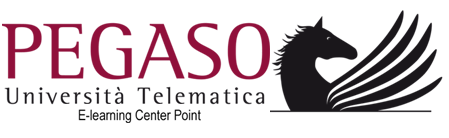 PEGASO
Università Telematica
E-learning Center Point